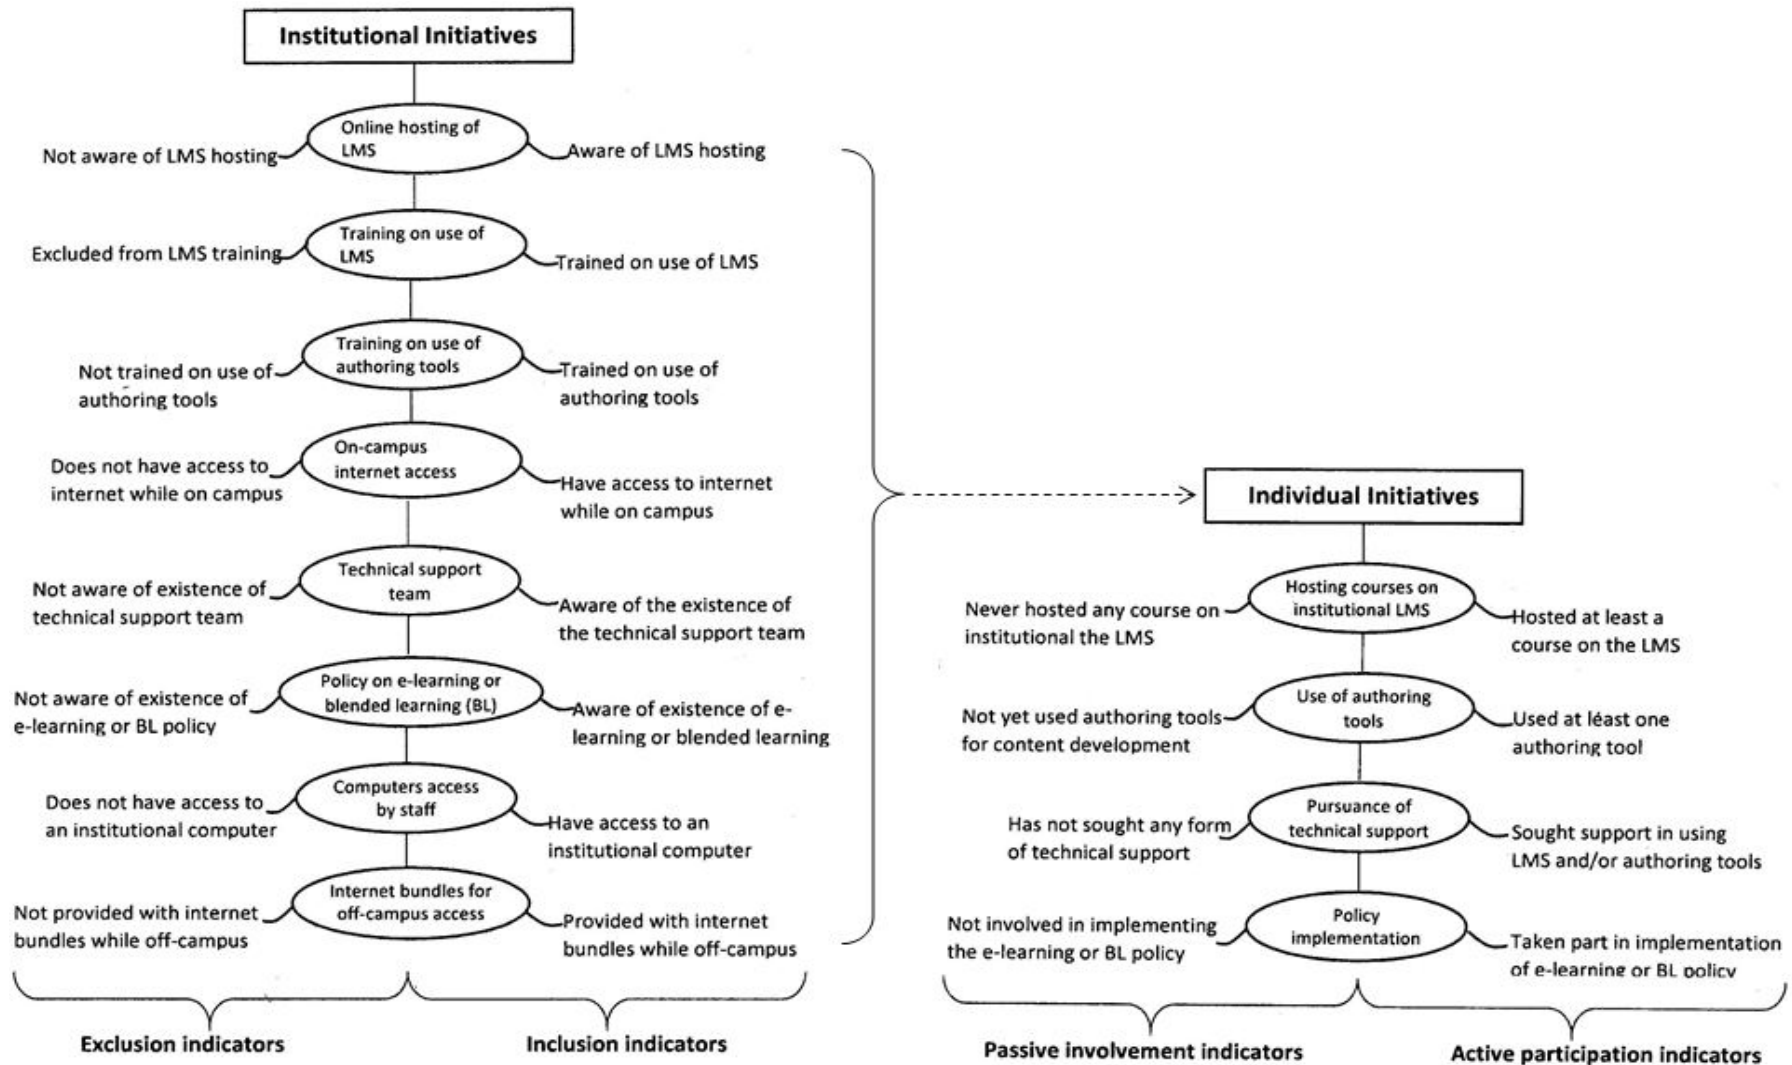 Institutional Initiatives
Online hosting of
LMS
Not aware of LMS hosting
Aware of LMS hosting
Training on use of
LMS
Excluded from LMS training
Trained on use of LMS
Training on use of
authoring tools
Not trained on use of
authoring tools
Trained on use of
authoring tools
On-campus
internet access
Does not have access to
internet while on campus
Have access to internet
while on campus
Technical support
team
Not aware of existence of
technical support team
Aware of the existence of
the technical support team
Policy on e-learning or
blended learning (BL)
Not aware of existence of
e-learning or BL policy
Aware of existence of e-
learning or blended learning
Computers access
by staff
Does not have access to
an institutional computer
Have access to an
institutional computer
Internet bundles for
off-campus access
Not provided with internet
bundles while off-campus
Provided with internet
bundles while off-campus
Exclusion indicators
Inclusion indicators
Individual Initiatives
Hosting courses on
institutional LMS
Never hosted any course on
institutional the LMS
Hosted at least a
course on the LMS
Use of authoring
tools
Not yet used authoring tools
for content development
Used at least one
authoring tool
Pursuance of
technical support
Has not sought any form
of technical support
Sought support in using
LMS and/or authoring tools
Policy
implementation
Not involved in implementing
the e-learning or BL policy
Taken part in implementation
of e-learning or BL policy
Passive involvement indicators
Active participation indicators